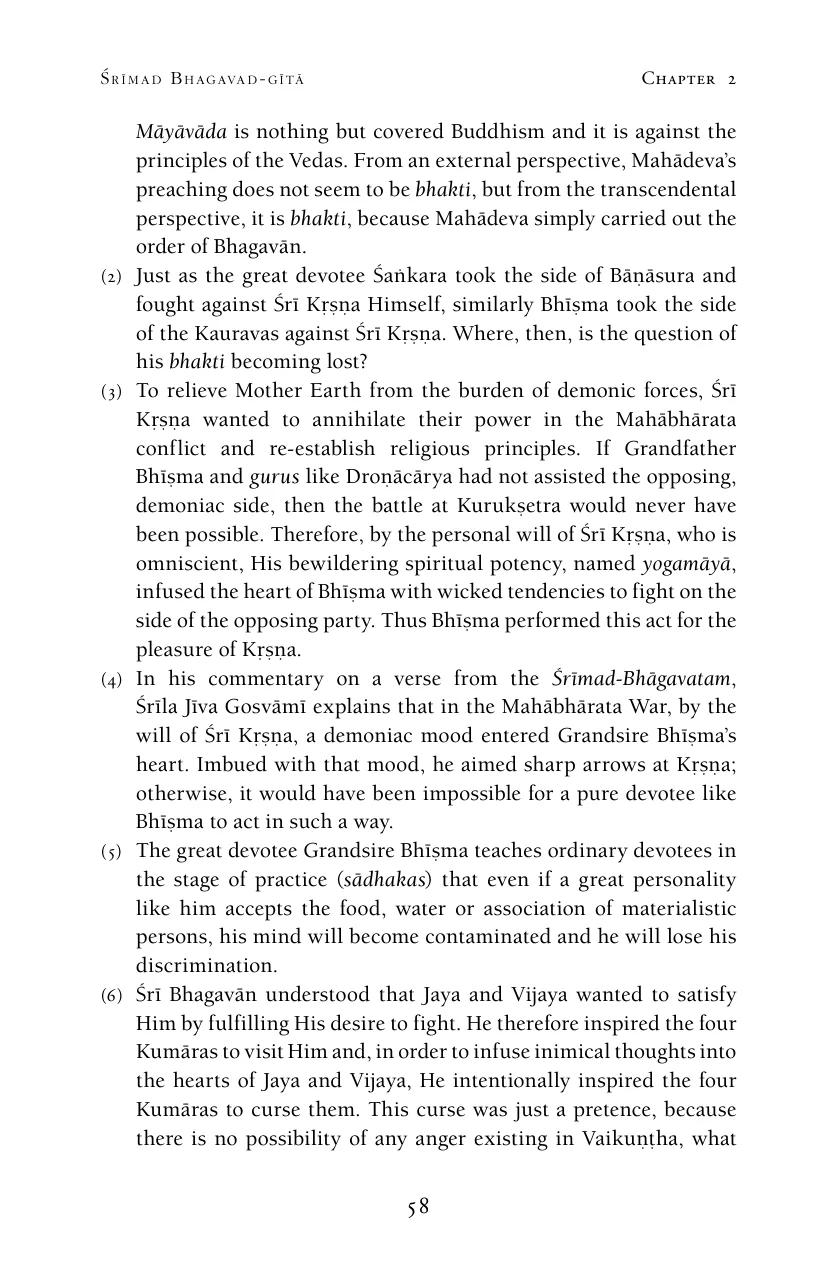 Śrīmad Bhagavad-gītā Chapter 2
Māyāvāda is nothing but covered Buddhism and it is against the
principles of the Vedas. From an external perspective, Mahādeva’s
preaching does not seem to be bhakti, but from the transcendental
perspective, it is bhakti, because Mahādeva simply carried out the
order of Bhagavān.
(2) Just as the great devotee Śaṅkara took the side of Bāṇāsura and
fought against Śrī Kṛṣṇa Himself, similarly Bhīṣma took the side
of the Kauravas against Śrī Kṛṣṇa. Where, then, is the question of
his bhakti becoming lost?
(3) To relieve Mother Earth from the burden of demonic forces, Śrī
Kṛṣṇa wanted to annihilate their power in the Mahābhārata
conflict and re-establish religious principles. If Grandfather
Bhīṣma and gurus like Droṇācārya had not assisted the opposing,
demoniac side, then the battle at Kurukṣetra would never have
been possible. Therefore, by the personal will of Śrī Kṛṣṇa, who is
omniscient, His bewildering spiritual potency, named yogamāyā,
infused the heart of Bhīṣma with wicked tendencies to fight on the
side of the opposing party. Thus Bhīṣma performed this act for the
pleasure of Kṛṣṇa.
(4) In his commentary on a verse from the Śrīmad-Bhāgavatam,
Śrīla Jīva Gosvāmī explains that in the Mahābhārata War, by the
will of Śrī Kṛṣṇa, a demoniac mood entered Grandsire Bhīṣma’s
heart. Imbued with that mood, he aimed sharp arrows at Kṛṣṇa;
otherwise, it would have been impossible for a pure devotee like
Bhīṣma to act in such a way.
(5) The great devotee Grandsire Bhīṣma teaches ordinary devotees in
the stage of practice (sādhakas) that even if a great personality
like him accepts the food, water or association of materialistic
persons, his mind will become contaminated and he will lose his
discrimination.
(6) Śrī Bhagavān understood that Jaya and Vijaya wanted to satisfy
Him by fulfilling His desire to fight. He therefore inspired the four
Kumāras to visit Him and, in order to infuse inimical thoughts into
the hearts of Jaya and Vijaya, He intentionally inspired the four
Kumāras to curse them. This curse was just a pretence, because
there is no possibility of any anger existing in Vaikuṇṭha, what
58